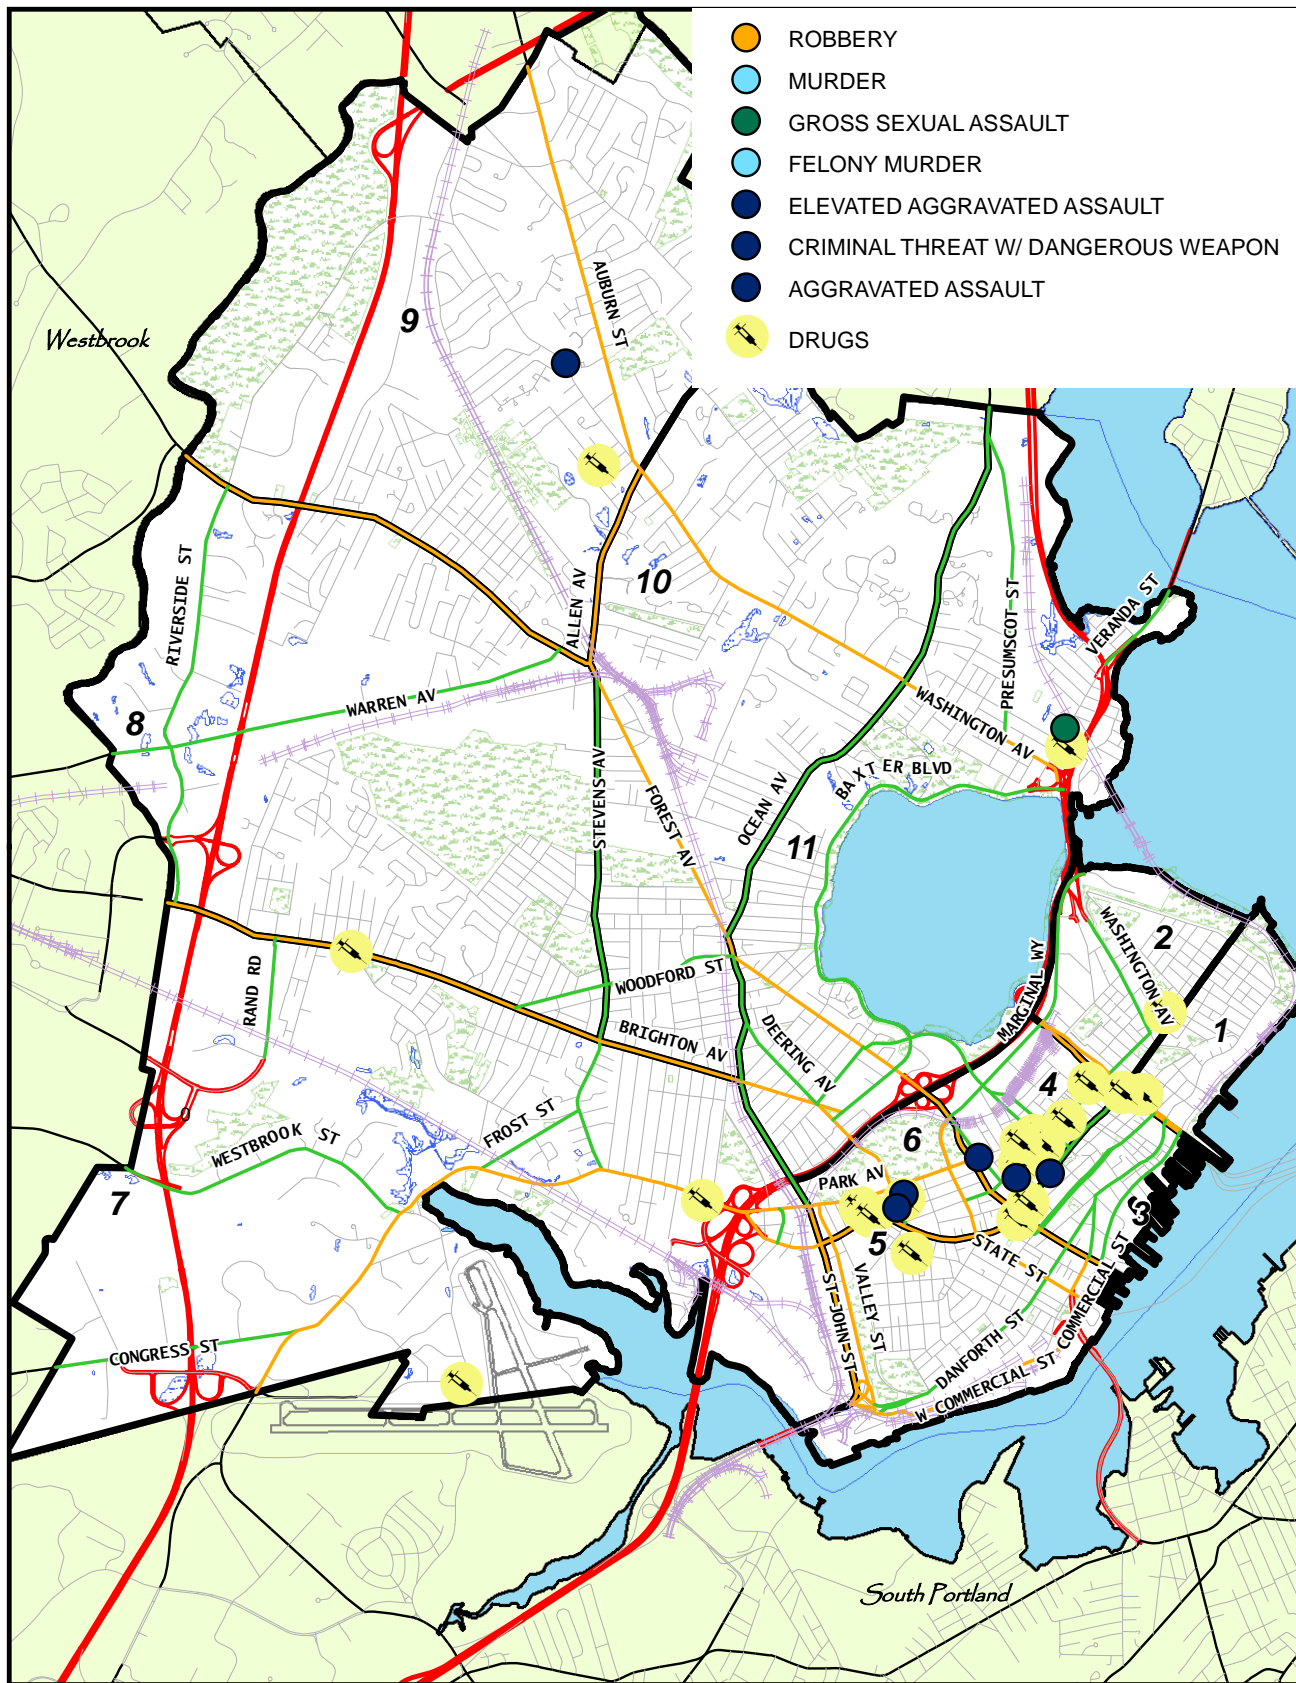 ROBBERY
MURDER
GROSS SEXUAL ASSAULT
FELONY MURDER
ELEVATED AGGRAVATED ASSAULT
CRIMINAL THREAT W/ DANGEROUS WEAPON
AGGRAVATED ASSAULT
DRUGS
Westbrook
9
AUBURN ST
10
ALLEN AV
RIVERSIDE ST
PRESUMSCOT ST
VERANDA ST
WARREN AV
8
WASHINGTON AV
STEVENS AV
FOREST AV
OCEAN AV
BAXTER BLVD
11
WASHINGTON AV
2
1
RAND RD
WOODFORD ST
MARGINAL WY
BRIGHTON AV
DEERING AV
4
0
FROST ST
WESTBROOK ST
6
PARK AV
7
3
5
STATE ST
VALLEY ST
ST JOHN ST
COMMERCIAL ST
DANFORTH ST
W COMMERCIAL ST
CONGRESS ST
South Portland